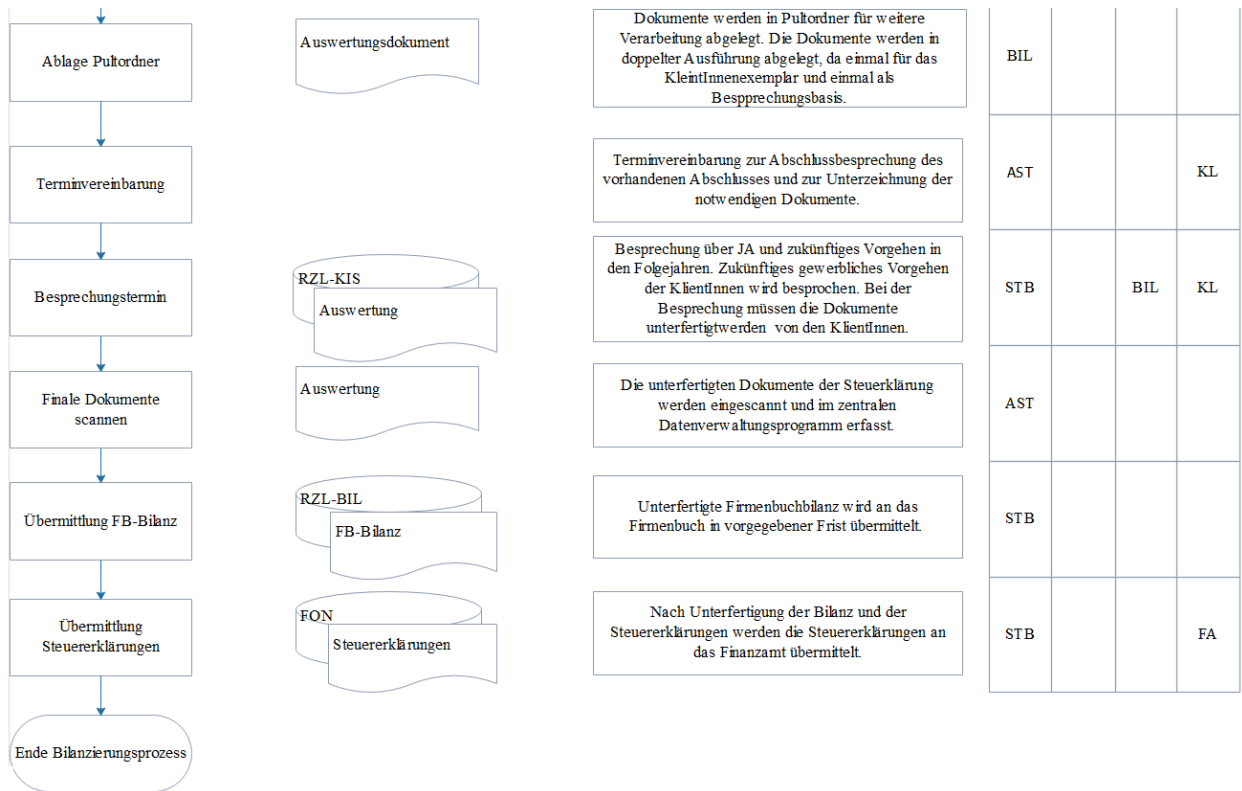 Ablage Pultordner
Auswertungsdokument
Dokumente werden in Pultordner für weitere
Verarbeitung abgelegt. Die Dokumente werden in
doppelter Ausführung abgelegt, da einmal für das
KleintInnenexemplar und einmal als
Bespprechungsbasis.
BIL
Terminvereinbarung
Terminvereinbarung zur Abschlussbesprechung des
vorhandenen Abschlusses und zur Unterzeichnung der
notwendigen Dokumente.
AST
KL
Besprechungstermin
RZL-KIS
Auswertung
Besprechung über JA und zukünftiges Vorgehen in
den Folgejahren. Zukünftiges gewerbliches Vorgehen
der KlientInnen wird besprochen. Bei der
Besprechung müssen die Dokumente
unterfertigtwerden von den KlientInnen.
STB
BIL
KL
Finale Dokumente
scannen
Auswertung
Die unterfertigten Dokumente der Steuerklärung
werden eingescannt und im zentralen
Datenverwaltungsprogramm erfasst.
AST
Übermittlung FB-Bilanz
RZL-BIL
FB-Bilanz
Unterfertigte Firmenbuchbilanz wird an das
Firmenbuch in vorgegebener Frist übermittelt.
STB
Übermittlung
Steuererklärungen
FON
Steuererklärungen
Nach Unterfertigung der Bilanz und der
Steuererklärungen werden die Steuererklärungen an
das Finanzamt übermittelt.
STB
FA
Ende Bilanzierungsprozess